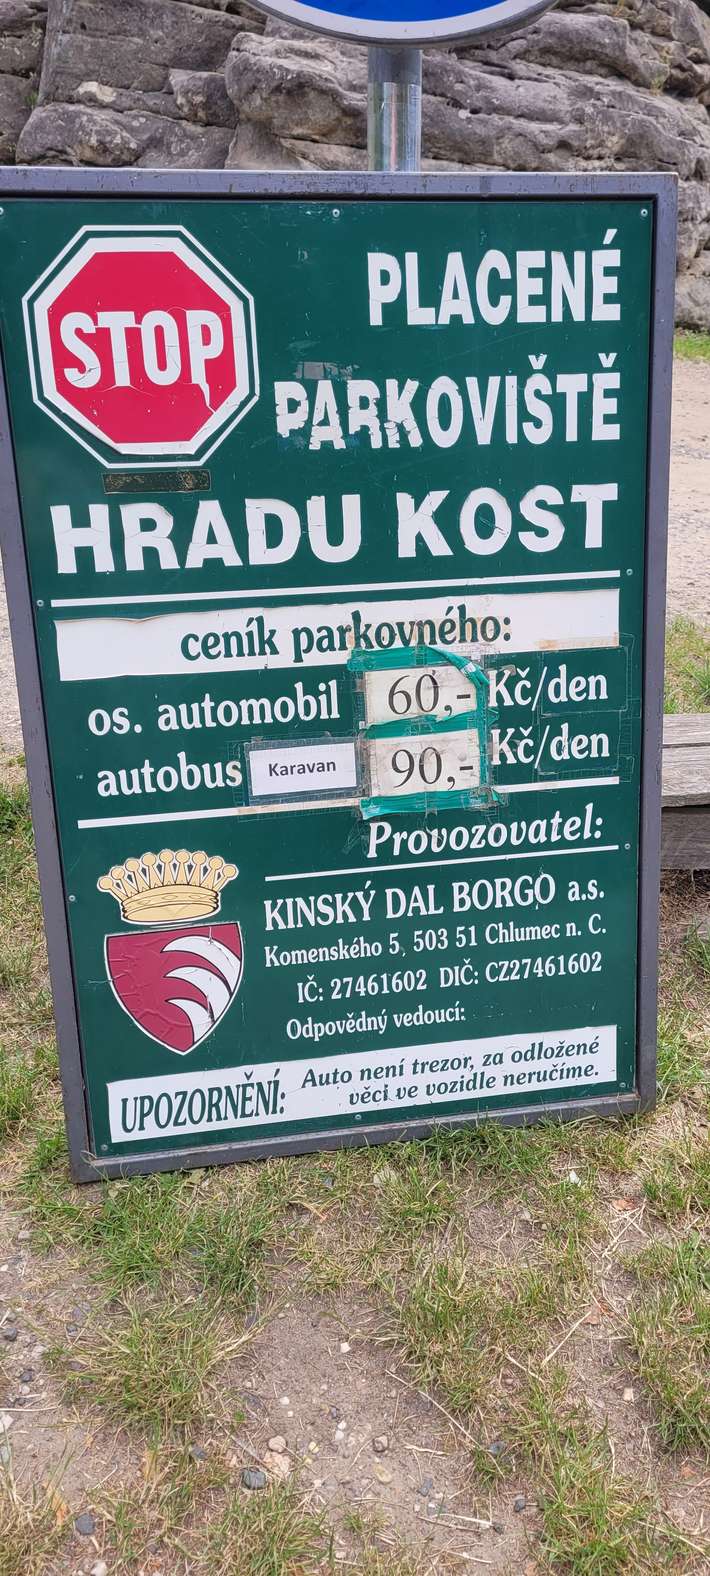 STOP
PLACENÉ
PARKOVIŠTĚ
HRADU KOST
ceník parkovného:
os. automobil 60,- Kč/den
autobus Karavan 90,- Kč/den
Provozovatel:
KINSKÝ DAL BORGO a.s.
Komenského 5, 503 51 Chlumec n. C.
IČ: 27461602 DIČ: CZ27461602
Odpovědný vedoucí:
UPOZORNĚNÍ: Auto není trezor, za odložené
věci ve vozidle neručíme.